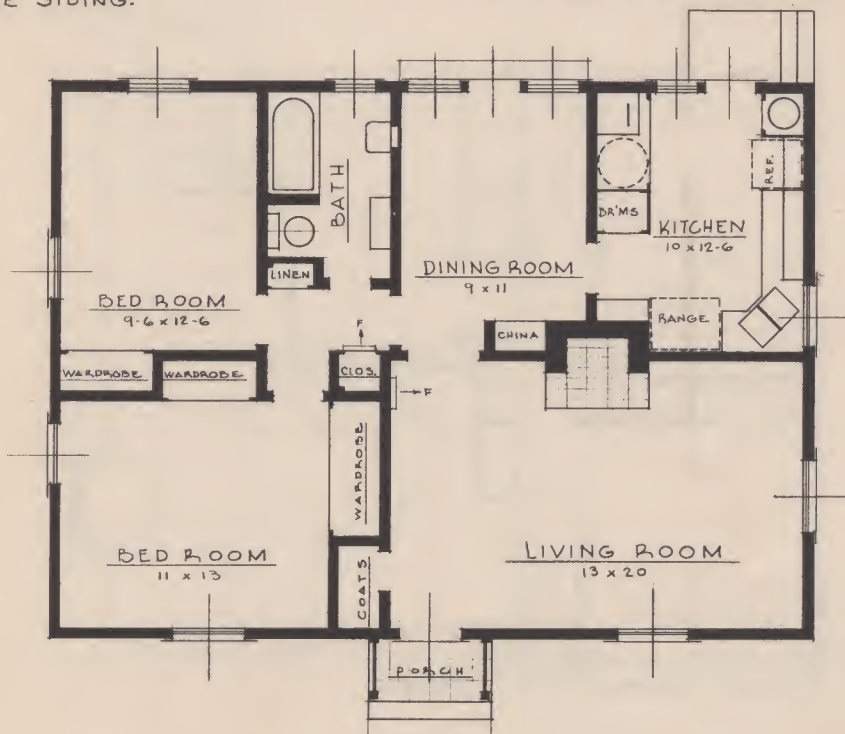 E SIDING.
BED ROOM
9-6 x 12-6
BATH
LINEN
DINING ROOM
9 x 11
BR'MS
KITCHEN
10 x 12-6
REF.
RANGE
CHINA
WARDROBE
WARDROBE
F
CLOS.
F
WARDROBE
BED ROOM
11 x 13
COATS
LIVING ROOM
13 x 20
PORCH